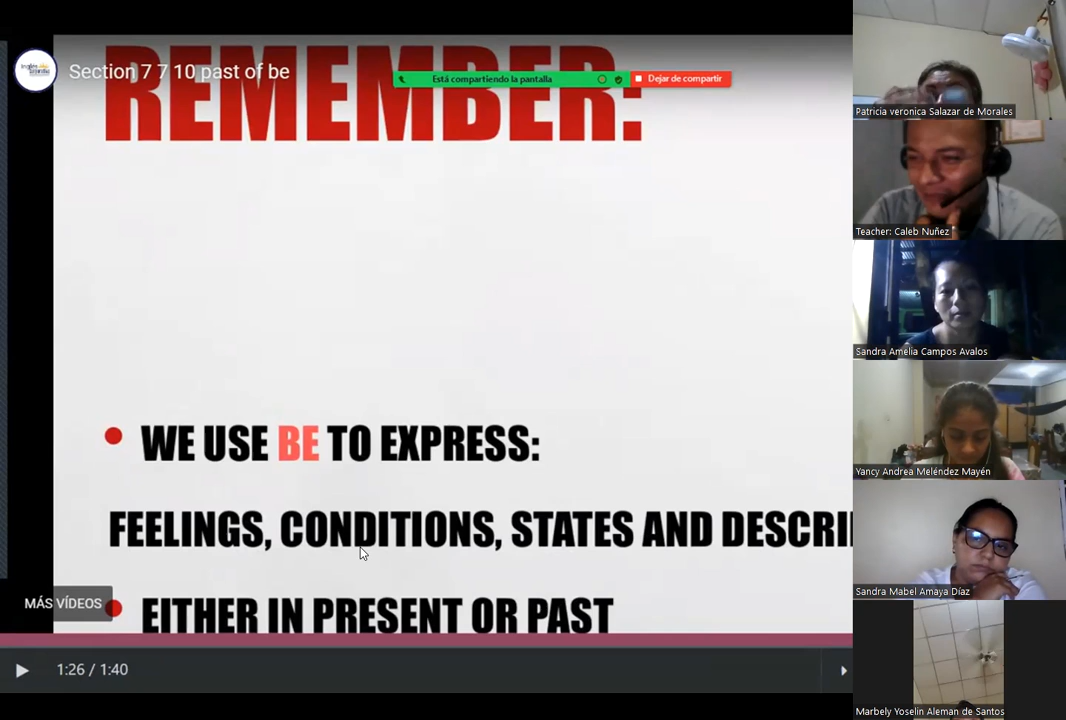 REMEMBER:
Section 7 7 10 past of be
Está compartiendo la pantalla
Dejar de compartir
WE USE BE TO EXPRESS:
FEELINGS, CONDITIONS, STATES AND DESCRI
EITHER IN PRESENT OR PAST
MÁS VÍDEOS
1:26 / 1:40
Patricia veronica Salazar de Morales
Teacher: Caleb Nuñez
Sandra Amelia Campos Avalos
Yancy Andrea Meléndez Mayén
Sandra Mabel Amaya Díaz
Marbely Yoselin Aleman de Santos